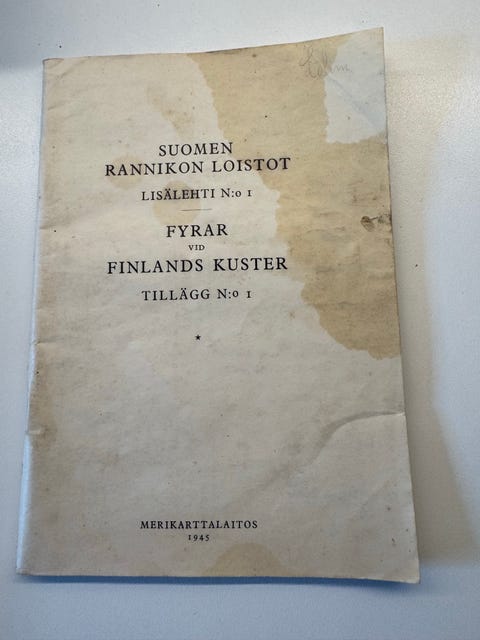 SUOMEN
RANNIKON LOISTOT
LISÄLEHTI N:o 1
FYRAR
VID
FINLANDS KUSTER
TILLÄGG N:o 1
*
MERIKARTTALAITOS
1945